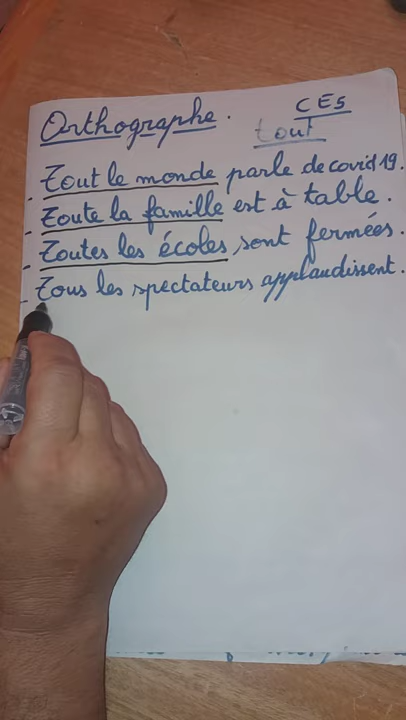 CE5
Orthographe.
tout
- Tout le monde parle de covid 19.
- Toute la famille est à table.
- Toutes les écoles sont fermées.
- Tous les spectateurs applaudissent.